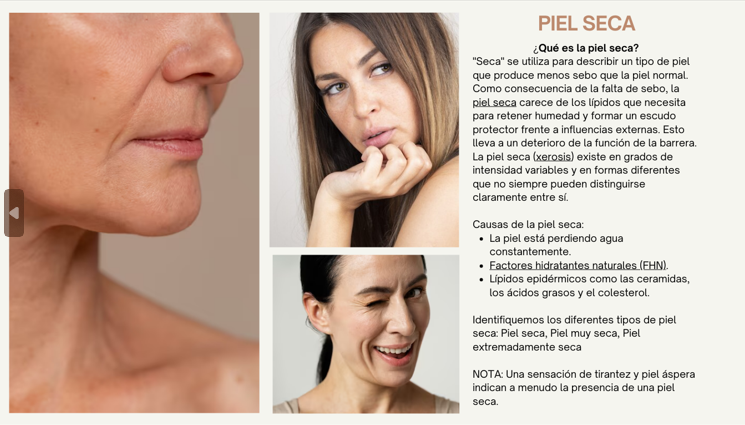 PIEL SECA
¿Qué es la piel seca?
"Seca" se utiliza para describir un tipo de piel
que produce menos sebo que la piel normal.
Como consecuencia de la falta de sebo, la
piel seca carece de los lípidos que necesita
para retener humedad y formar un escudo
protector frente a influencias externas. Esto
lleva a un deterioro de la función de la barrera.
La piel seca (xerosis) existe en grados de
intensidad variables y en formas diferentes
que no siempre pueden distinguirse
claramente entre sí.
Causas de la piel seca:
• La piel está perdiendo agua
constantemente.
• Factores hidratantes naturales (FHN).
• Lípidos epidérmicos como las ceramidas,
los ácidos grasos y el colesterol.
Identifiquemos los diferentes tipos de piel
seca: Piel seca, Piel muy seca, Piel
extremadamente seca
NOTA: Una sensación de tirantez y piel áspera
indican a menudo la presencia de una piel
seca.